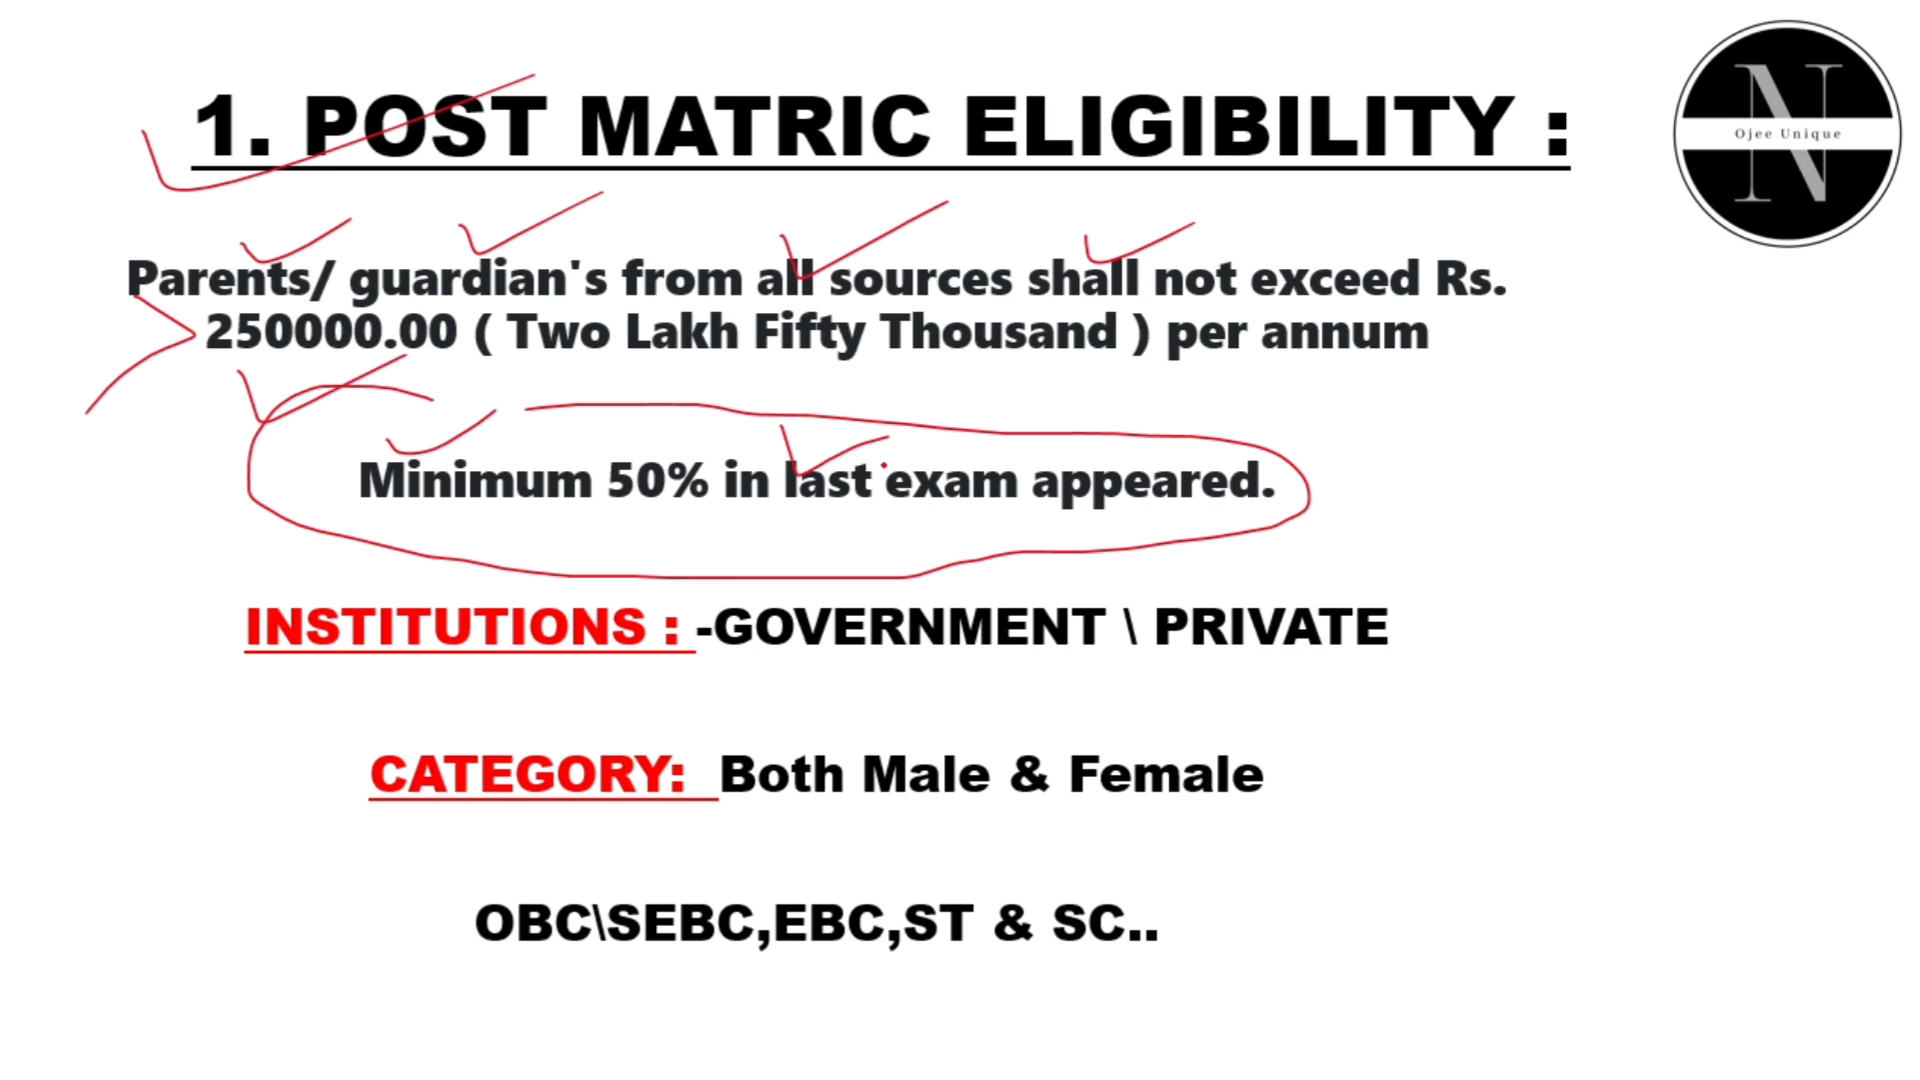 1. POST MATRIC ELIGIBILITY :
Ojee Unique
Parents/ guardian's from all sources shall not exceed Rs.
250000.00 ( Two Lakh Fifty Thousand ) per annum
Minimum 50% in last exam appeared.
INSTITUTIONS : -GOVERNMENT \ PRIVATE
CATEGORY: Both Male & Female
OBC\SEBC,EBC,ST & SC..